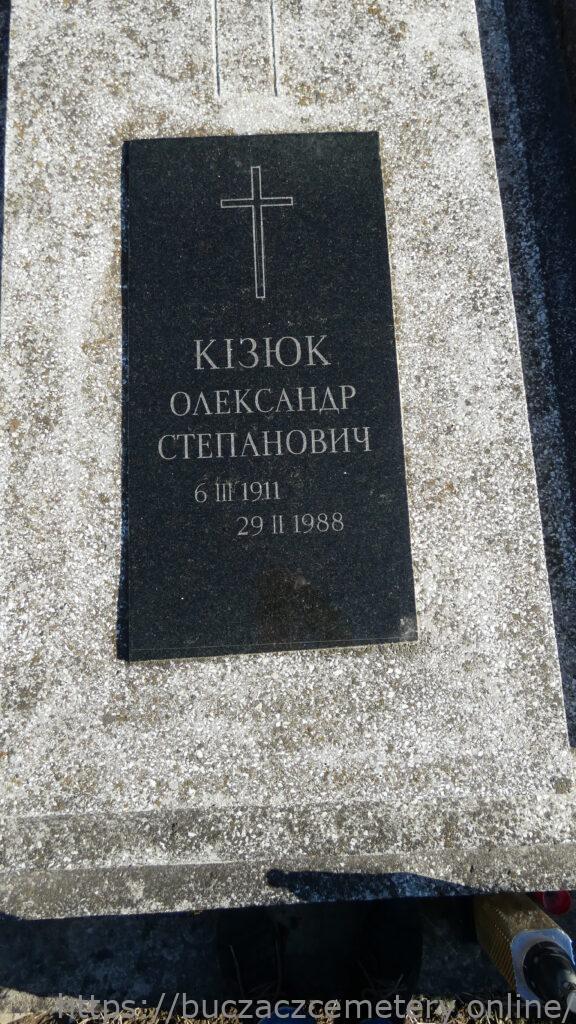 КІЗЮК
ОЛЕКСАНДР
СТЕПАНОВИЧ
6 III 1911
29 II 1988
https://buczaczcemetery.online/